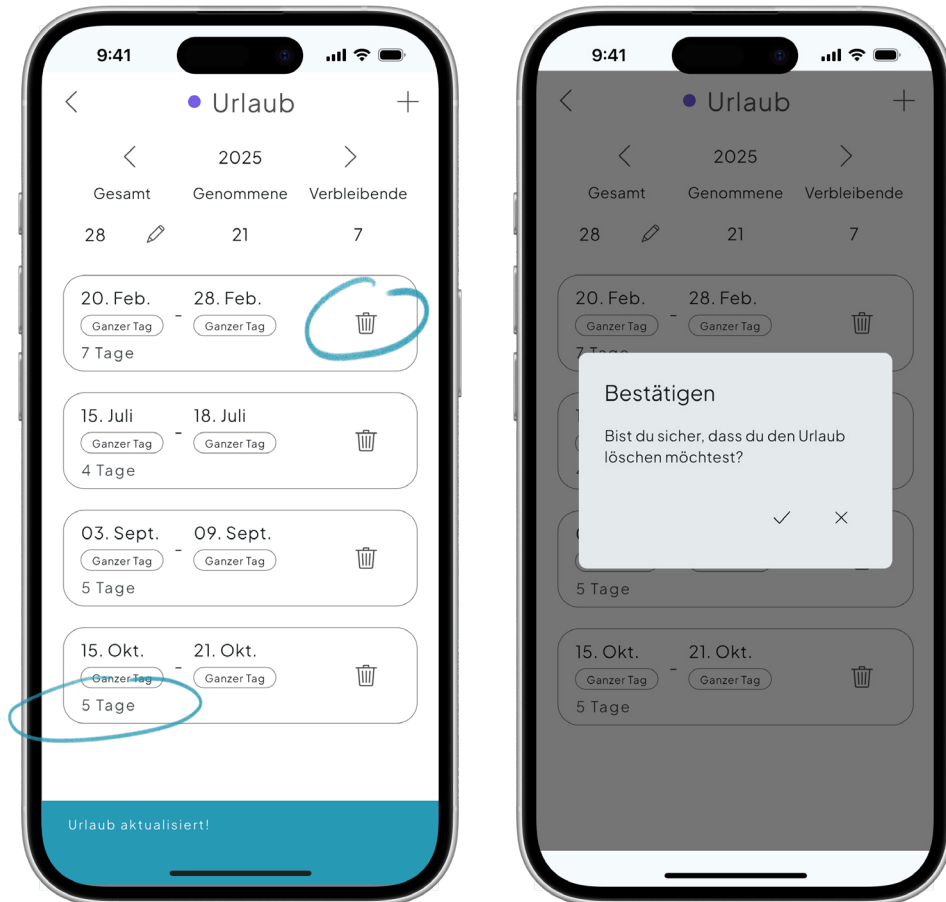 9:41
Urlaub
2025
Gesamt Genommene Verbleibende
28 21 7
20. Feb. - 28. Feb.
Ganzer Tag Ganzer Tag
7 Tage
15. Juli - 18. Juli
Ganzer Tag Ganzer Tag
4 Tage
03. Sept. - 09. Sept.
Ganzer Tag Ganzer Tag
5 Tage
15. Okt. - 21. Okt.
Ganzer Tag Ganzer Tag
5 Tage
Urlaub aktualisiert!
9:41
Urlaub
2025
Gesamt Genommene Verbleibende
28 21 7
20. Feb. - 28. Feb.
Ganzer Tag Ganzer Tag
7 Tage
Bestätigen
Bist du sicher, dass du den Urlaub
löschen möchtest?
5 Tage
15. Okt. - 21. Okt.
Ganzer Tag Ganzer Tag
5 Tage